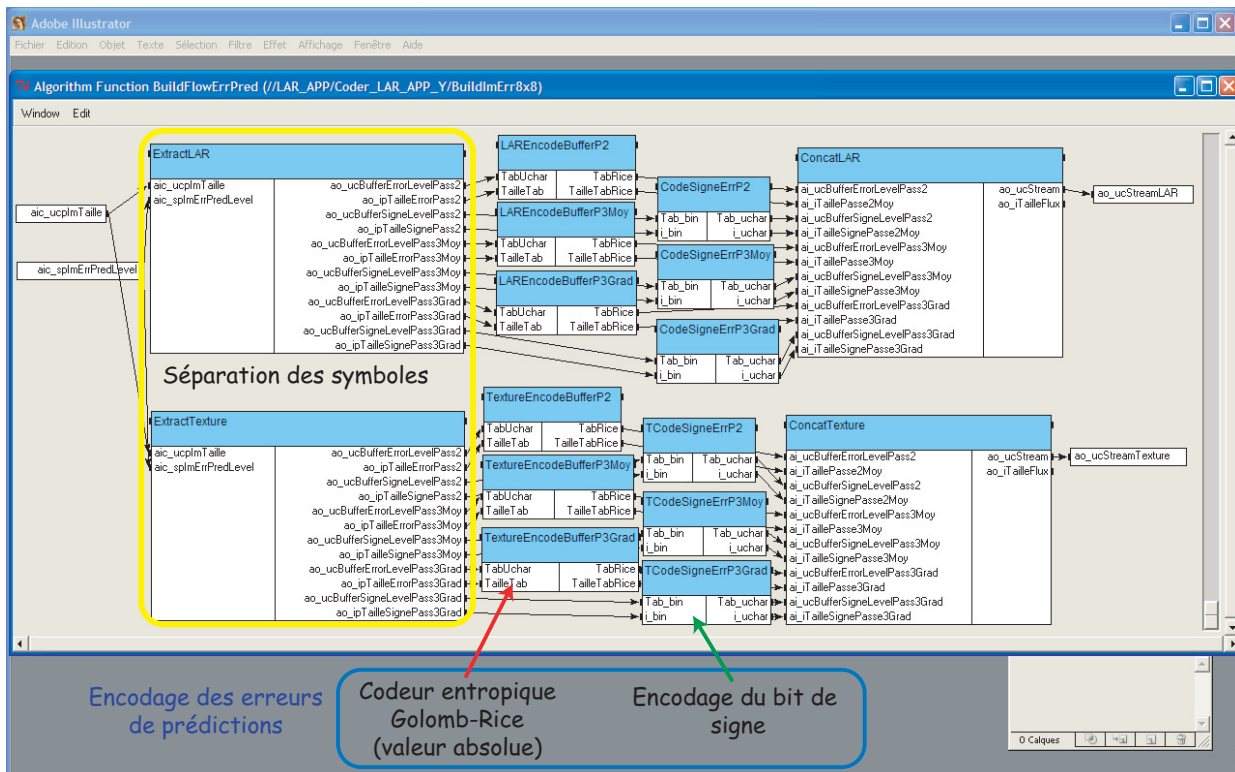 Adobe Illustrator
Fichier Edition Objet Texte Sélection Filtre Effet Affichage Fenêtre Aide
Algorithm Function BuildFlowErrPred (//LAR_APP/Coder_LAR_APP_Y/BuildImErr8x8)
Window Edit
aic_ucpImTaille
aic_spImErrPredLevel
ExtractLAR
aic_ucpImTaille
aic_spImErrPredLevel
ao_ucBufferErrorLevelPass2
ao_ipTailleErrorPass2
ao_ucBufferSigneLevelPass2
ao_ipTailleSignePass2
ao_ucBufferErrorLevelPass3Moy
ao_ipTailleErrorPass3Moy
ao_ucBufferSigneLevelPass3Moy
ao_ipTailleSignePass3Moy
ao_ucBufferErrorLevelPass3Grad
ao_ipTailleErrorPass3Grad
ao_ucBufferSigneLevelPass3Grad
ao_ipTailleSignePass3Grad
Séparation des symboles
LAREncodeBufferP2
TabUchar TabRice
TailleTab TailleTabRice
LAREncodeBufferP3Moy
TabUchar TabRice
TailleTab TailleTabRice
LAREncodeBufferP3Grad
TabUchar TabRice
TailleTab TailleTabRice
CodeSigneErrP2
Tab_bin Tab_uchar
i_bin i_uchar
CodeSigneErrP3Moy
Tab_bin Tab_uchar
i_bin i_uchar
CodeSigneErrP3Grad
Tab_bin Tab_uchar
i_bin i_uchar
ConcatLAR
ai_ucBufferErrorLevelPass2
ai_iTaillePasse2Moy
ai_ucBufferSigneLevelPass2
ai_iTailleSignePasse2Moy
ai_ucBufferErrorLevelPass3Moy
ai_iTaillePasse3Moy
ai_ucBufferSigneLevelPass3Moy
ai_iTailleSignePasse3Moy
ai_ucBufferErrorLevelPass3Grad
ai_iTaillePasse3Grad
ai_ucBufferSigneLevelPass3Grad
ai_iTailleSignePasse3Grad
ao_ucStream
ao_iTailleFlux
ao_ucStreamLAR
ExtractTexture
aic_ucpImTaille
aic_spImErrPredLevel
ao_ucBufferErrorLevelPass2
ao_ipTailleErrorPass2
ao_ucBufferSigneLevelPass2
ao_ipTailleSignePass2
ao_ucBufferErrorLevelPass3Moy
ao_ipTailleErrorPass3Moy
ao_ucBufferSigneLevelPass3Moy
ao_ipTailleSignePass3Moy
ao_ucBufferErrorLevelPass3Grad
ao_ipTailleErrorPass3Grad
ao_ucBufferSigneLevelPass3Grad
ao_ipTailleSignePass3Grad
TextureEncodeBufferP2
TabUchar TabRice
TailleTab TailleTabRice
TextureEncodeBufferP3Moy
TabUchar TabRice
TailleTab TailleTabRice
TextureEncodeBufferP3Grad
TabUchar TabRice
TailleTab TailleTabRice
TCodeSigneErrP2
Tab_bin Tab_uchar
i_bin i_uchar
TCodeSigneErrP3Moy
Tab_bin Tab_uchar
i_bin i_uchar
TCodeSigneErrP3Grad
Tab_bin Tab_uchar
i_bin i_uchar
ConcatTexture
ai_ucBufferErrorLevelPass2
ai_iTaillePasse2Moy
ai_ucBufferSigneLevelPass2
ai_iTailleSignePasse2Moy
ai_ucBufferErrorLevelPass3Moy
ai_iTaillePasse3Moy
ai_ucBufferSigneLevelPass3Moy
ai_iTailleSignePasse3Moy
ai_ucBufferErrorLevelPass3Grad
ai_iTaillePasse3Grad
ai_ucBufferSigneLevelPass3Grad
ai_iTailleSignePasse3Grad
ao_ucStream
ao_iTailleFlux
ao_ucStreamTexture
Encodage des erreurs
de prédictions
Codeur entropique
Golomb-Rice
(valeur absolue)
Encodage du bit de
signe
0 Calques